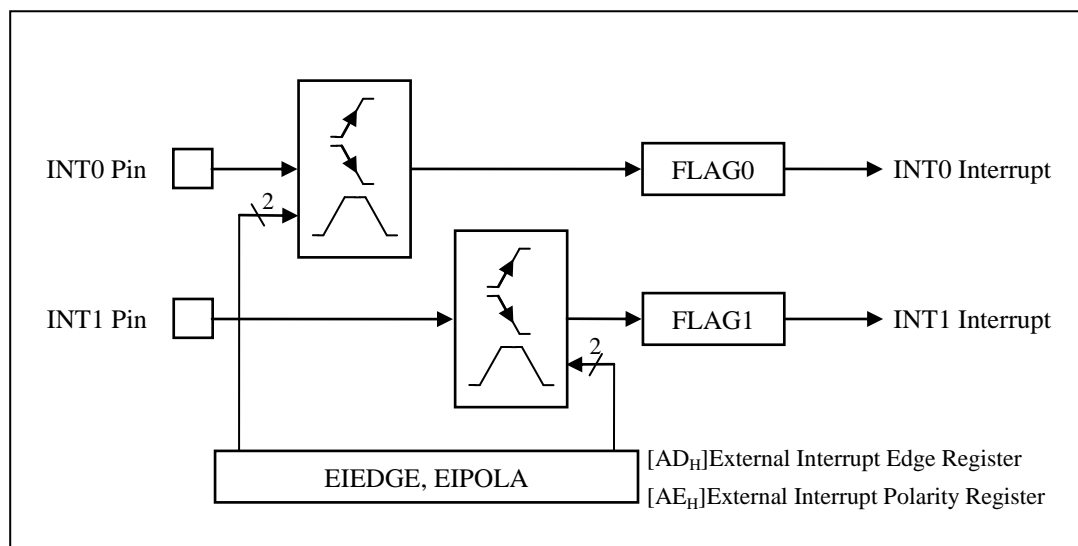 INT0 Pin
FLAG0
INT0 Interrupt
2
INT1 Pin
FLAG1
INT1 Interrupt
2
EIEDGE, EIPOLA
[ADH]External Interrupt Edge Register
[AEH]External Interrupt Polarity Register